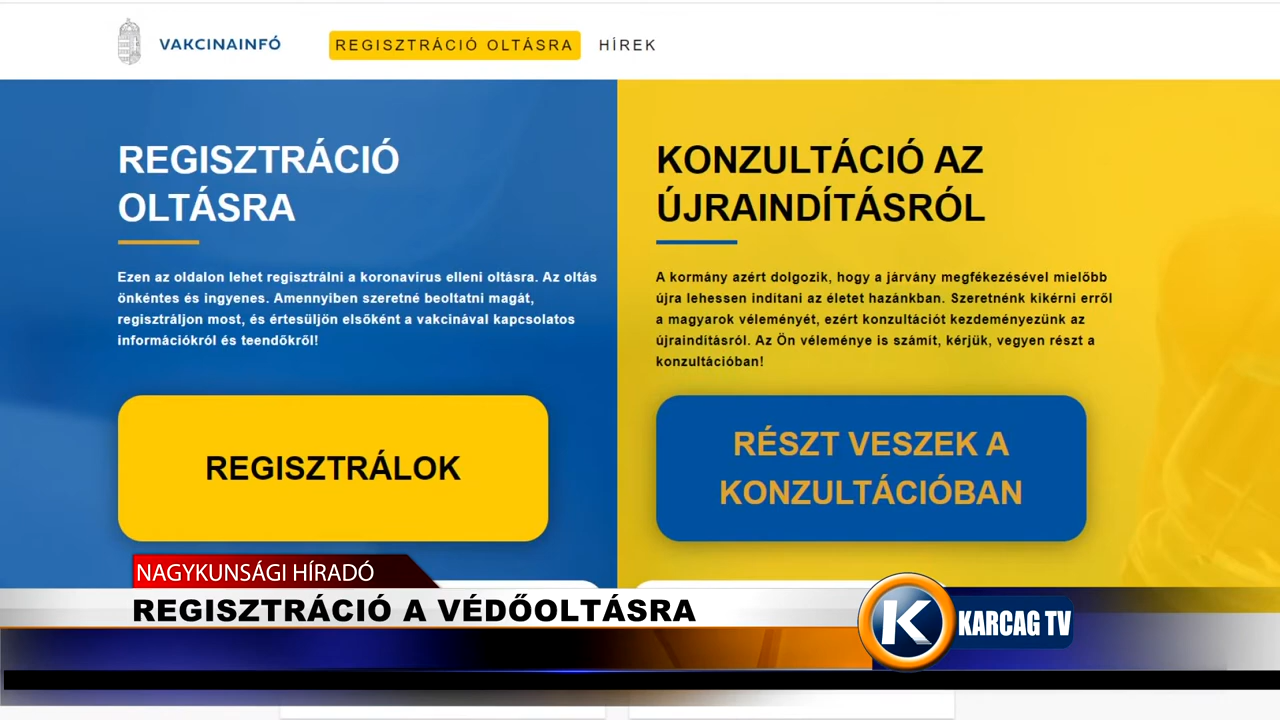 VAKCINAINFÓ
REGISZTRÁCIÓ OLTÁSRA
HÍREK
REGISZTRÁCIÓ
OLTÁSRA
Ezen az oldalon lehet regisztrálni a koronavírus elleni oltásra. Az oltás
önkéntes és ingyenes. Amennyiben szeretné beoltatni magát,
regisztráljon most, és értesüljön elsőként a vakcinával kapcsolatos
információkról és teendőkről!
REGISZTRÁLOK
KONZULTÁCIÓ AZ
ÚJRAINDÍTÁSRÓL
A kormány azért dolgozik, hogy a járvány megfékezésével mielőbb
újra lehessen indítani az életet hazánkban. Szeretnénk kikérni erről
a magyarok véleményét, ezért konzultációt kezdeményezünk az
újraindításról. Az Ön véleménye is számít, kérjük, vegyen részt a
konzultációban!
RÉSZT VESZEK A
KONZULTÁCIÓBAN
NAGYKUNSÁGI HÍRADÓ
REGISZTRÁCIÓ A VÉDŐOLTÁSRA
K KARCAG TV